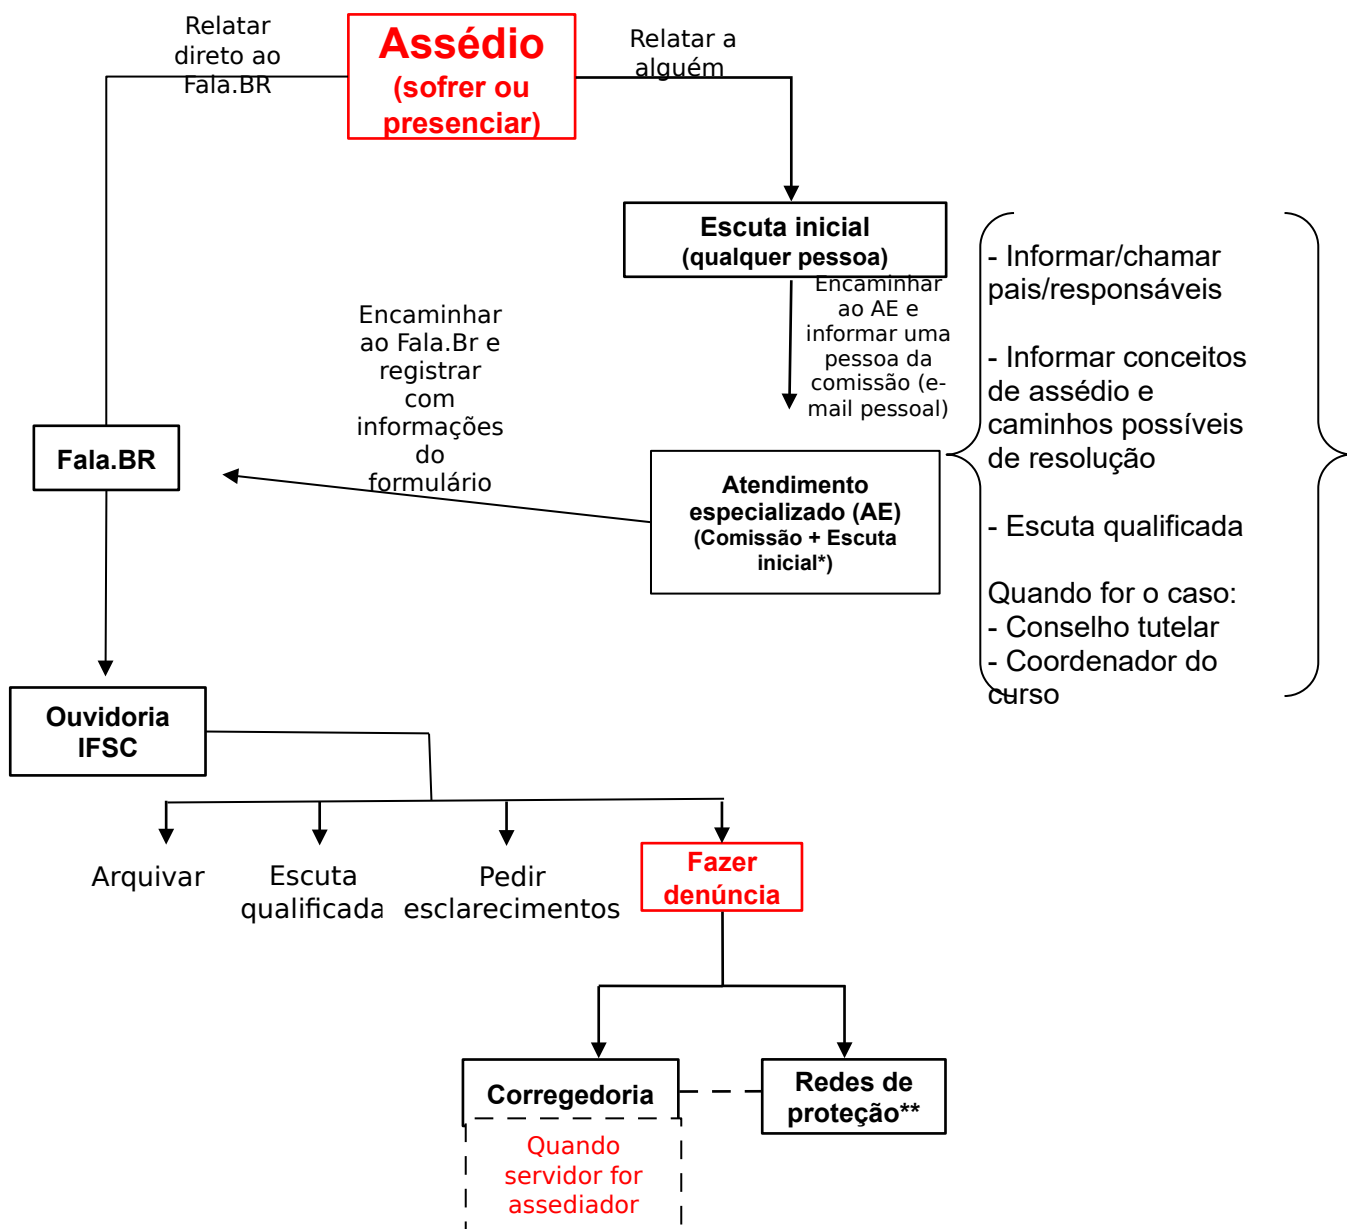 Relatar
direto ao
Fala.BR
Assédio
(sofrer ou
presenciar)
Relatar a
alguém
Escuta inicial
(qualquer pessoa)
Encaminhar
ao AE e
informar uma
pessoa da
comissão (e-
mail pessoal)
Encaminhar
ao Fala.Br e
registrar
com
informações
do
formulário
Fala.BR
Atendimento
especializado (AE)
(Comissão + Escuta
inicial*)
- Informar/chamar
pais/responsáveis
- Informar conceitos
de assédio e
caminhos possíveis
de resolução
- Escuta qualificada
Quando for o caso:
- Conselho tutelar
- Coordenador do
curso
Ouvidoria
IFSC
Arquivar
Escuta
qualificada
Pedir
esclarecimentos
Fazer
denúncia
Corregedoria
Quando
servidor for
assediador
Redes de
proteção**